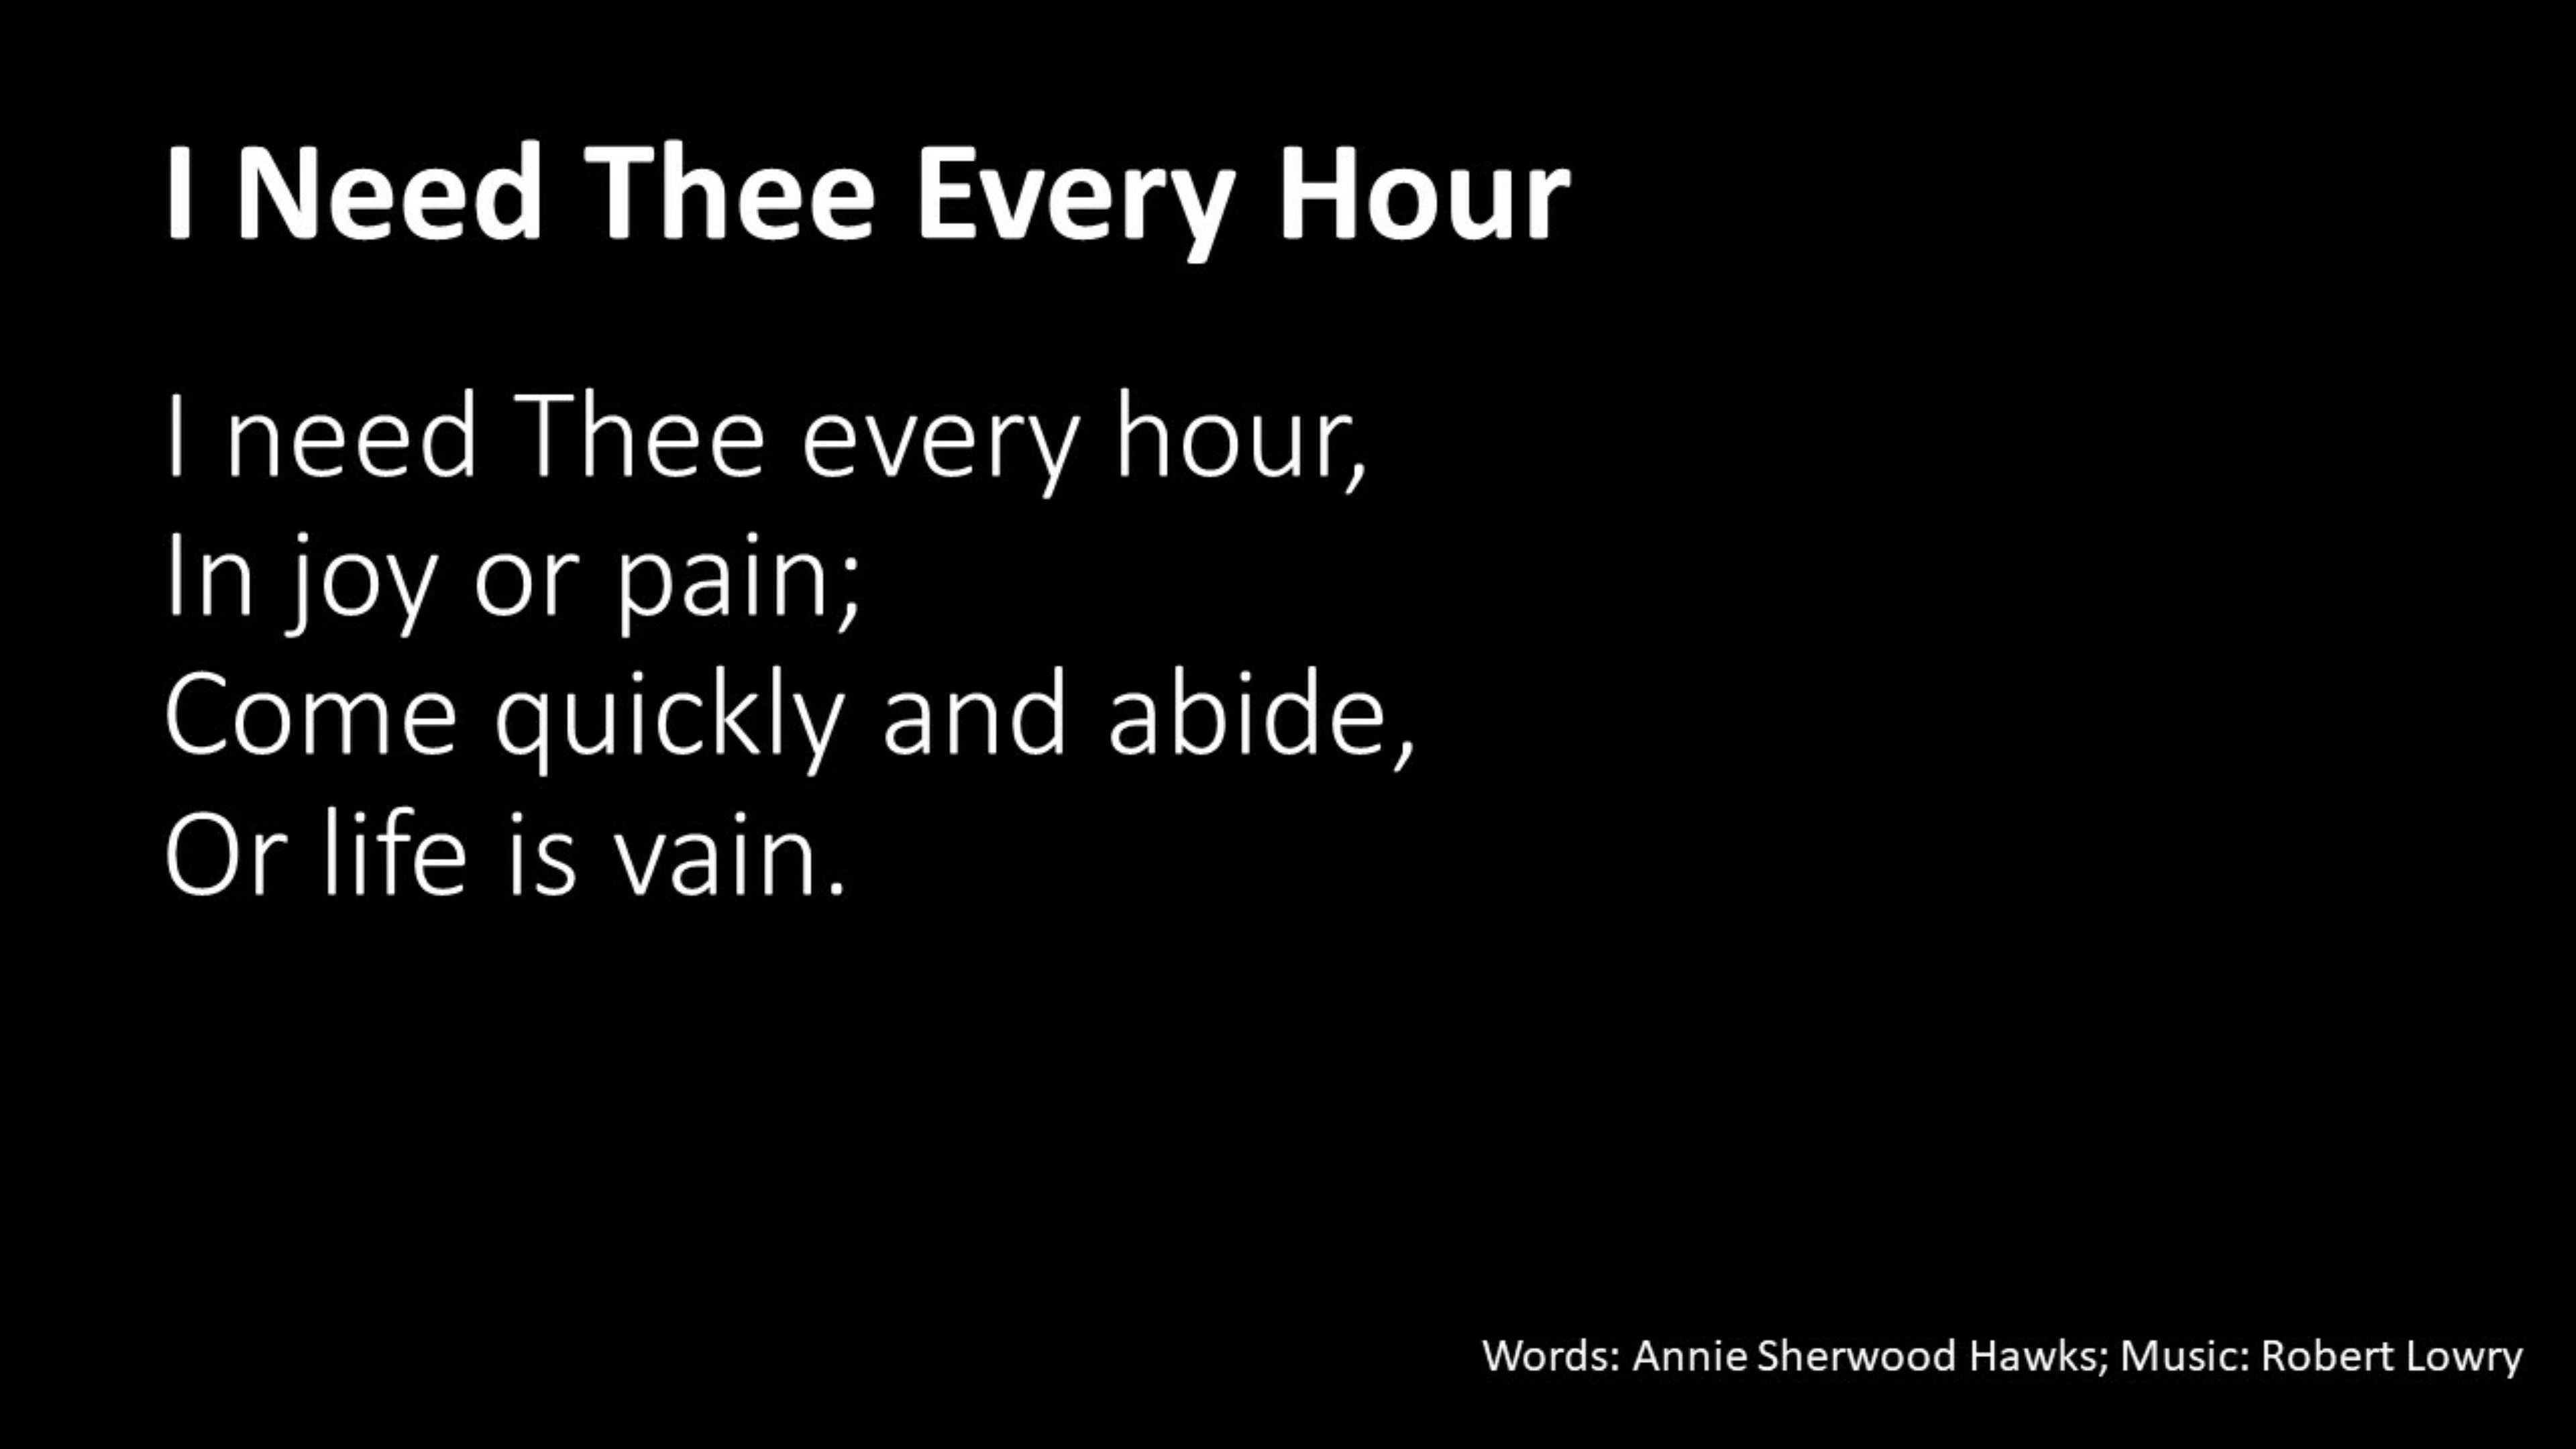 I Need Thee Every Hour
I need Thee every hour,
In joy or pain;
Come quickly and abide,
Or life is vain.
Words: Annie Sherwood Hawks; Music: Robert Lowry